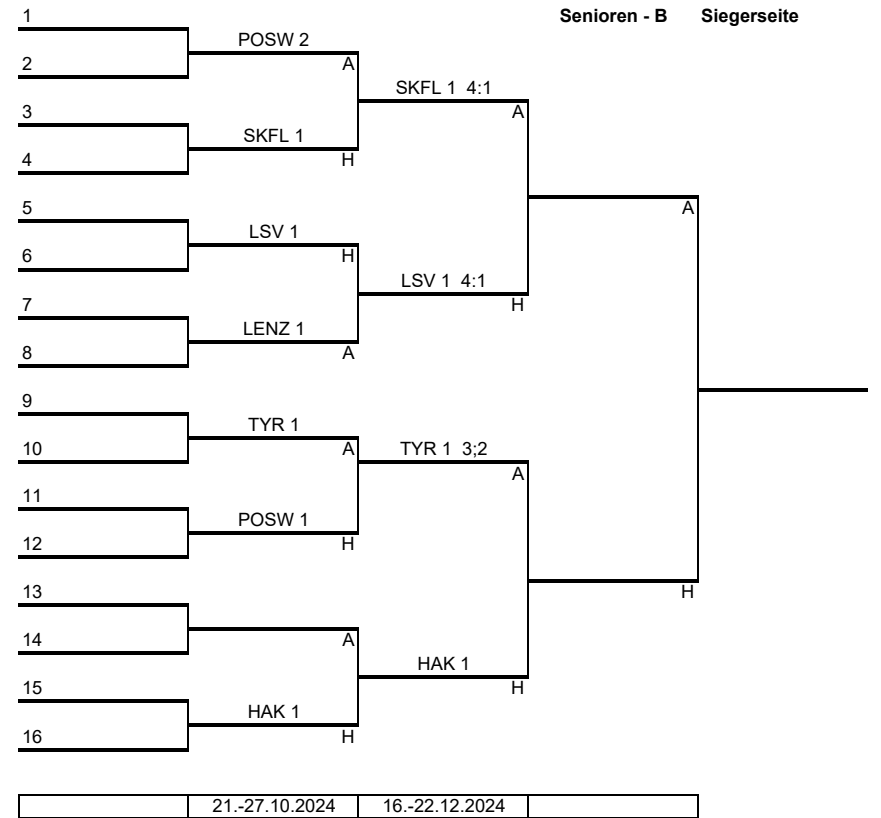 Senioren - B Siegerseite
1
POSW 2
2
A
SKFL 1 4:1
3
A
SKFL 1
4
H
5
A
LSV 1
6
H
LSV 1 4:1
7
H
LENZ 1
8
A
9
TYR 1
10
A
TYR 1 3;2
A
11
POSW 1
12
H
13
H
14
A
HAK 1
15
H
HAK 1
16
H
21.-27.10.2024 16.-22.12.2024